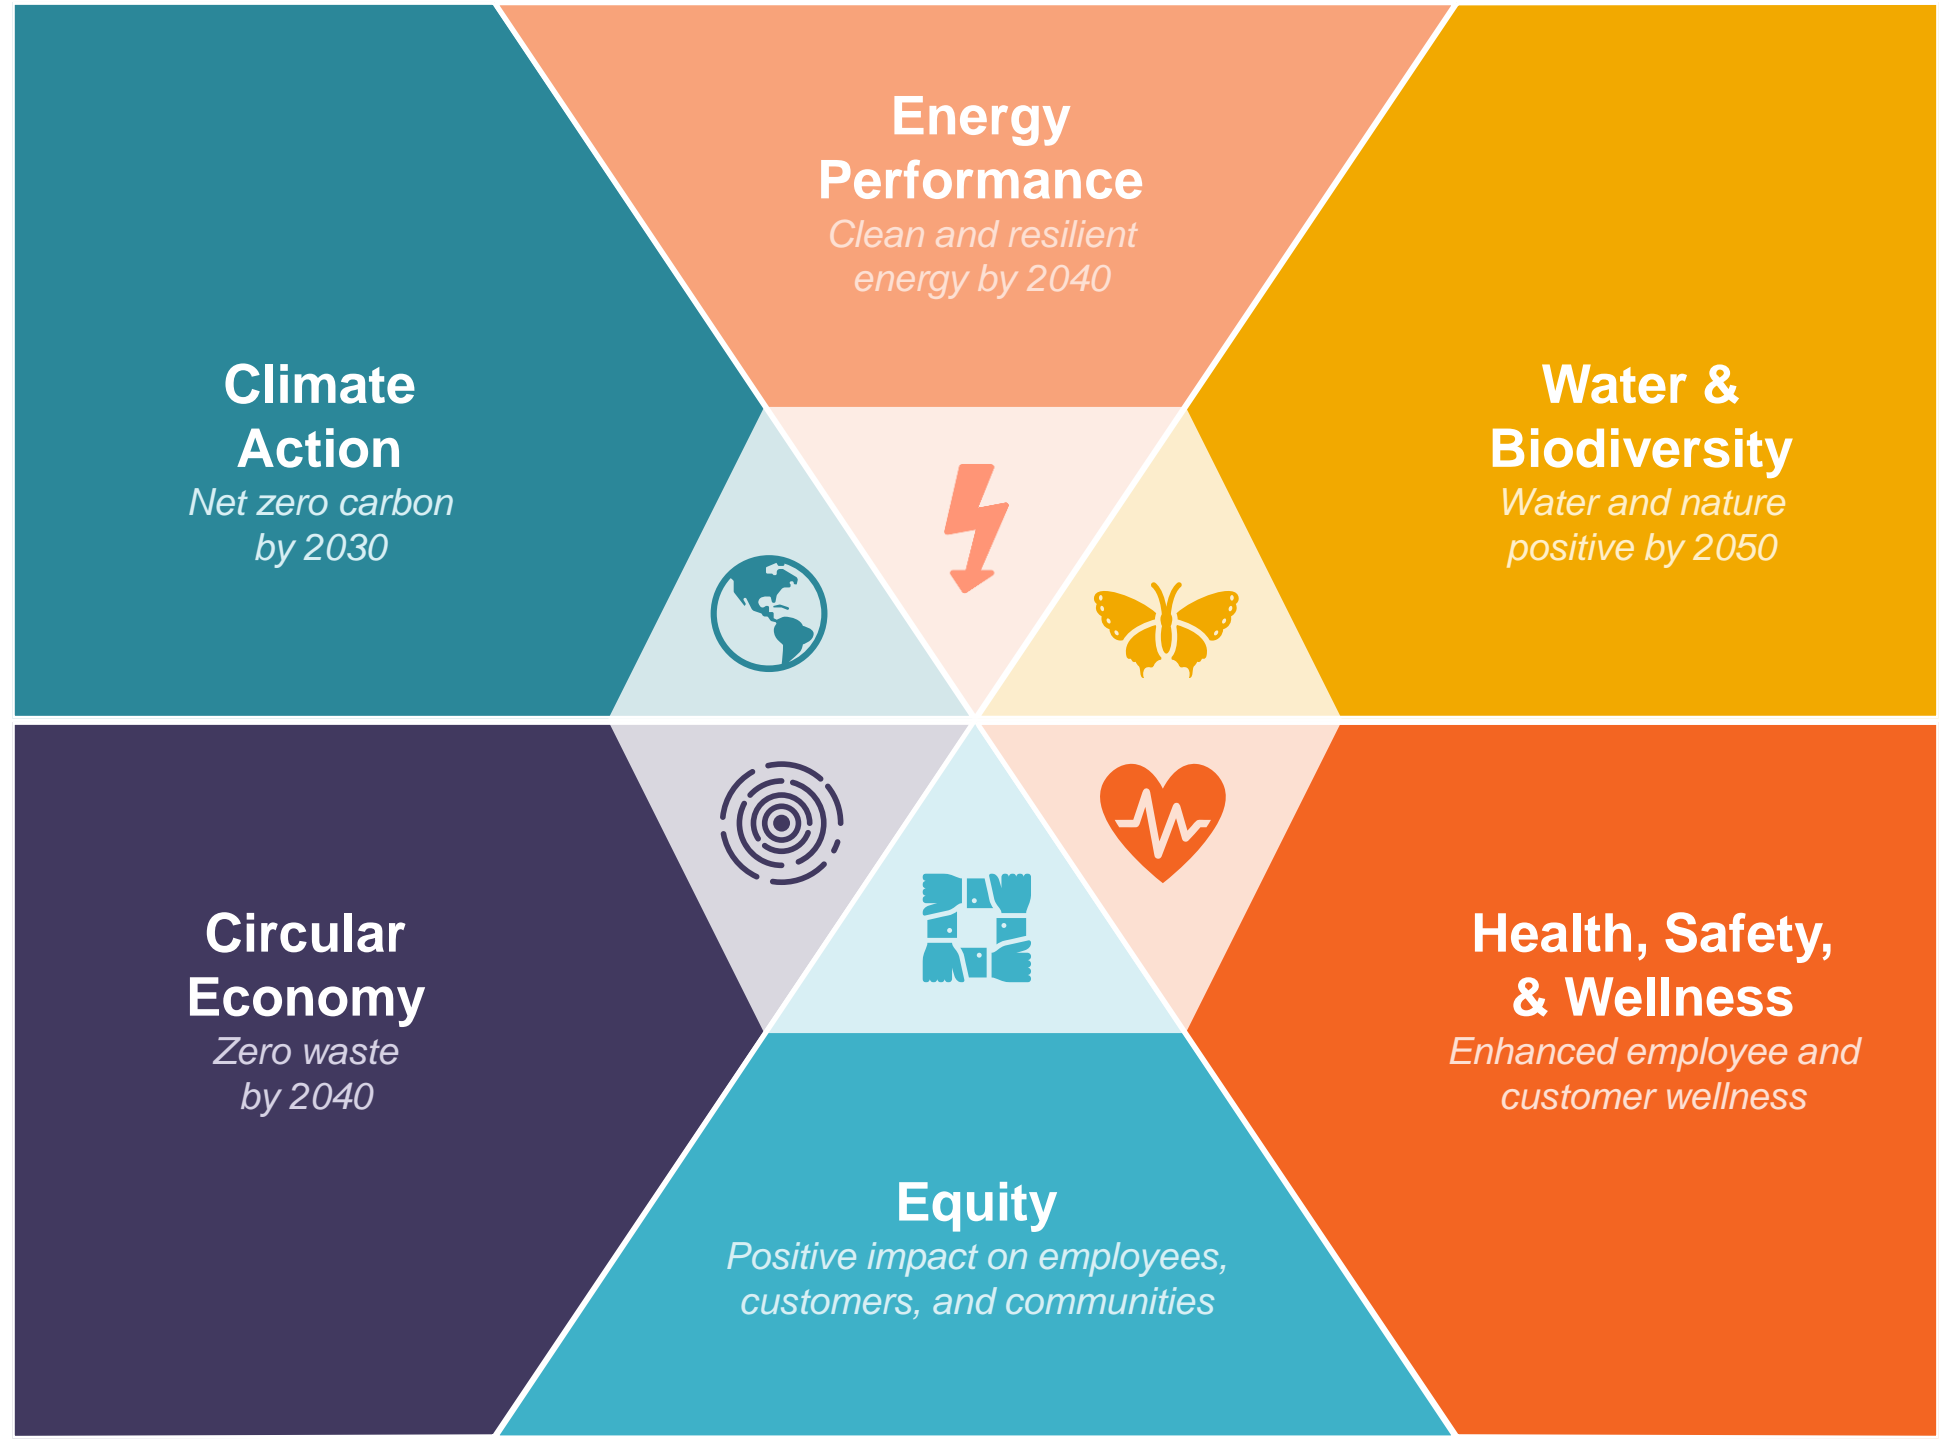 Energy
Performance
Clean and resilient
energy by 2040
Climate
Action
Net zero carbon
by 2030
Water &
Biodiversity
Water and nature
positive by 2050
Circular
Economy
Zero waste
by 2040
Health, Safety,
& Wellness
Enhanced employee and
customer wellness
Equity
Positive impact on employees,
customers, and communities